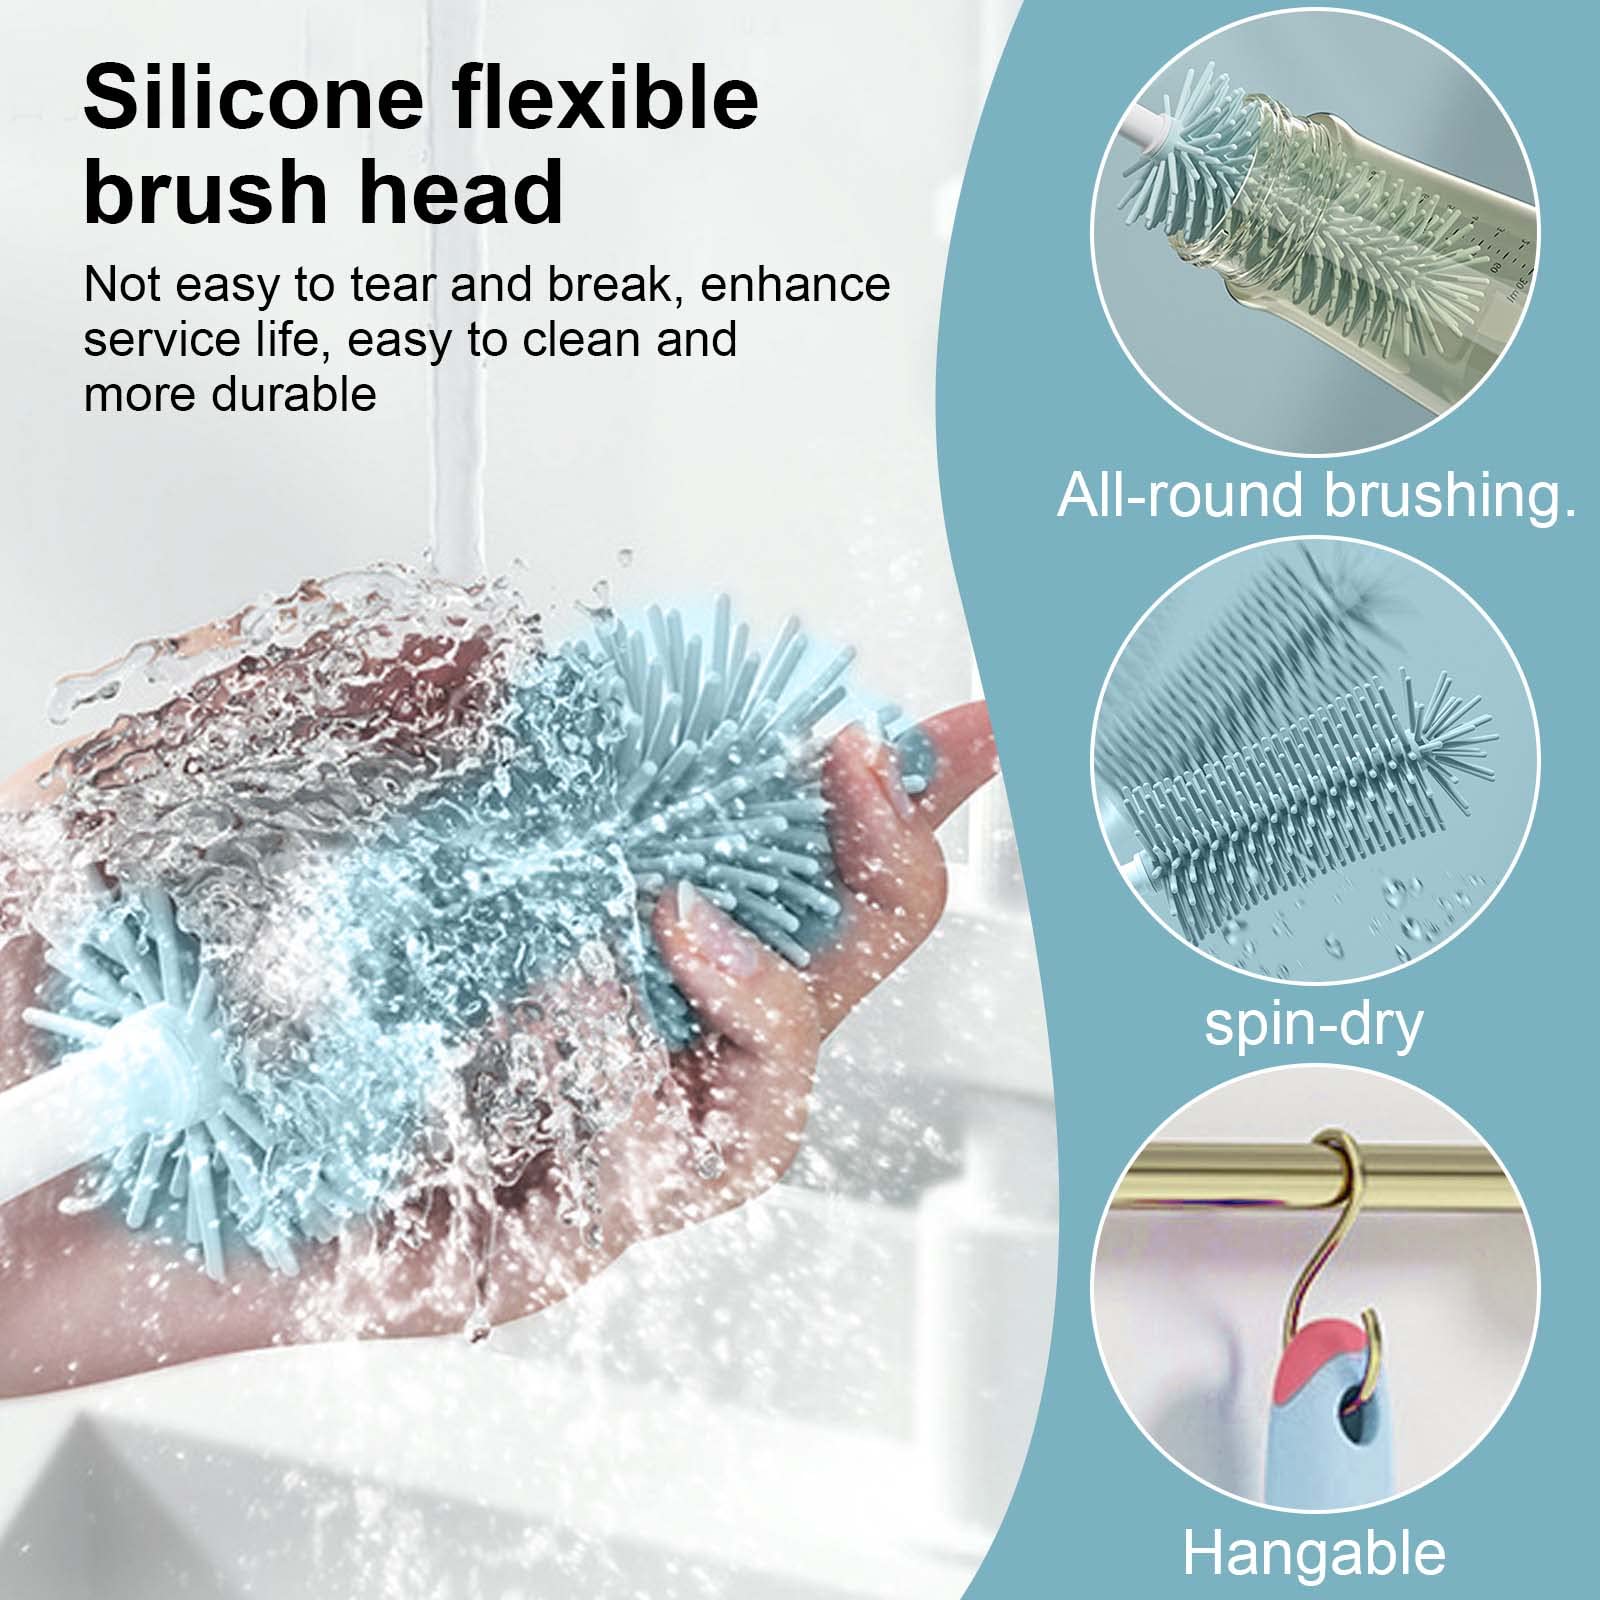 Silicone flexible
brush head
Not easy to tear and break, enhance
service life, easy to clean and
more durable
All-round brushing.
spin-dry
Hangable